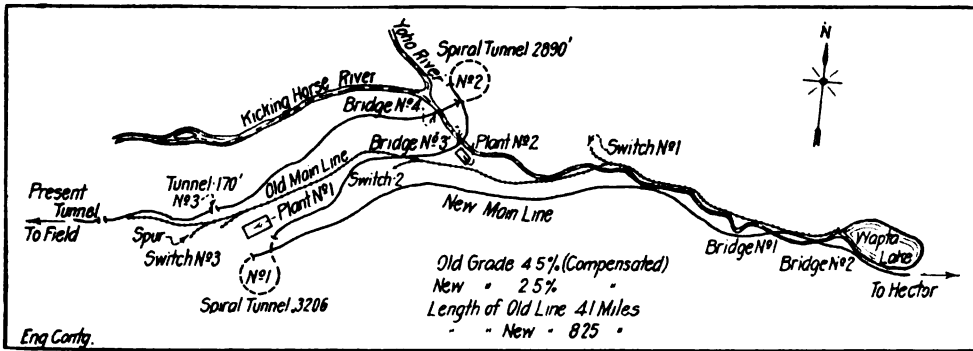 Yoho River
Spiral Tunnel 2890'
Nº2
N
Kicking Horse River
Bridge Nº4
Bridge Nº3
Plant Nº2
Switch Nº1
Old Main Line
Switch-2
Tunnel-170'
Nº3
Plant Nº1
New Main Line
Present
Tunnel
To Field
Spur
Switch Nº3
Nº1
Spiral Tunnel 3206
Bridge Nº1
Bridge Nº2
Wapta
Lake
To Hector
Old Grade 4.5% (Compensated)
New " 2.5% "
Length of Old Line 4.1 Miles
" " New " 8.25 "
Eng Contg.